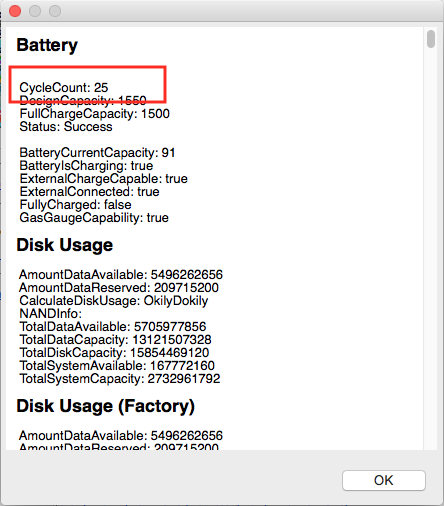 Battery
CycleCount: 25
DesignCapacity: 1550
FullChargeCapacity: 1500
Status: Success
BatteryCurrentCapacity: 91
BatteryIsCharging: true
ExternalChargeCapable: true
ExternalConnected: true
FullyCharged: false
GasGaugeCapability: true
Disk Usage
AmountDataAvailable: 5496262656
AmountDataReserved: 209715200
CalculateDiskUsage: OkilyDokily
NANDInfo:
TotalDataAvailable: 5705977856
TotalDataCapacity: 13121507328
TotalDiskCapacity: 15854469120
TotalSystemAvailable: 167772160
TotalSystemCapacity: 2732961792
Disk Usage (Factory)
AmountDataAvailable: 5496262656
AmountDataReserved: 209715200
OK